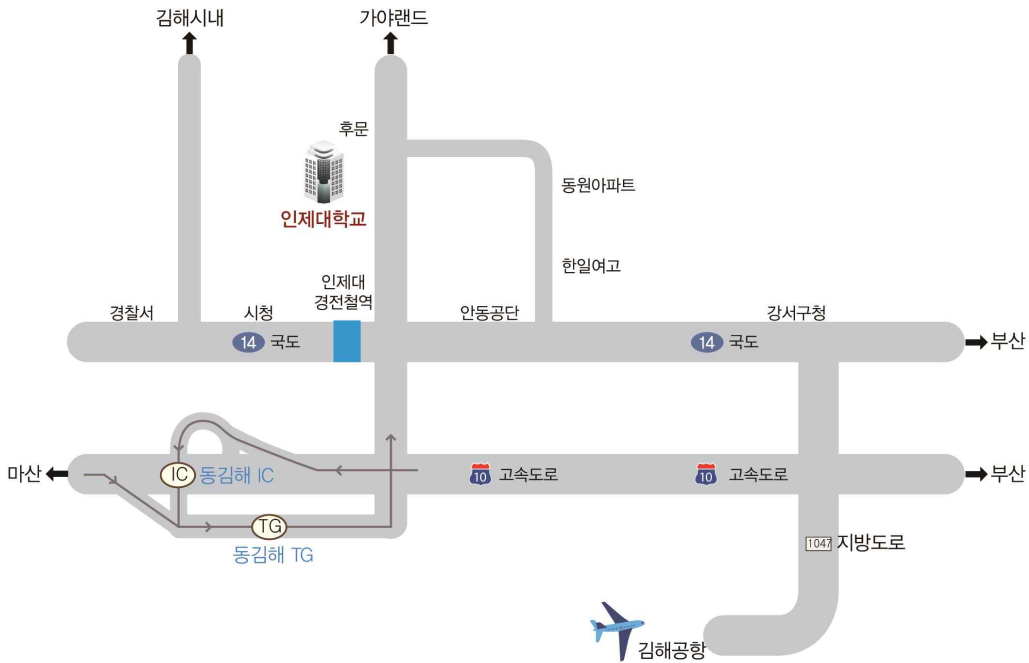 김해시내
가야랜드
후문
동원아파트
인제대학교
한일여고
인제대
경전철역
경찰서
시청
안동공단
강서구청
14 국도
14 국도
부산
마산
IC 동김해 IC
10 고속도로
10 고속도로
부산
TG
동김해 TG
1047 지방도로
김해공항